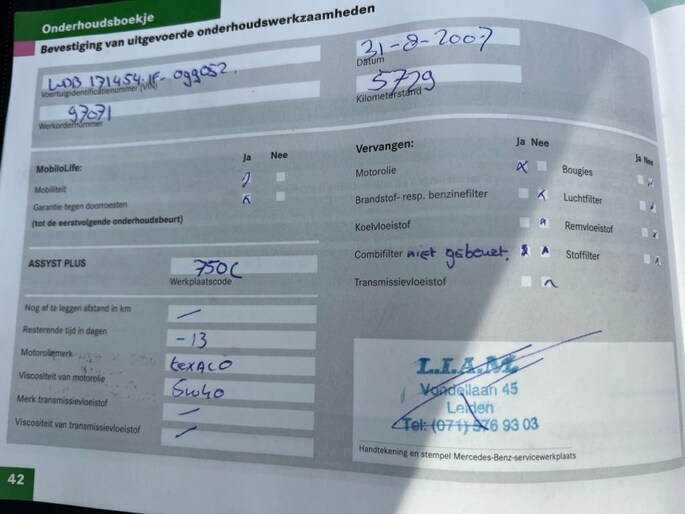 Onderhoudsboekje
Bevestiging van uitgevoerde onderhoudswerkzaamheden
WDB 171454.1F- 099052.
Voertuigidentificatienummer (VIN)
31-8-2007
Datum
97071
Werkordernummer
5779
Kilometerstand
MobiloLife: Ja Nee
Mobiliteit
Garantie tegen doorroesten
(tot de eerstvolgende onderhoudsbeurt)
Vervangen: Ja Nee Ja Nee
Motorolie Bougies
Brandstof- resp. benzinefilter Luchtfilter
Koelvloeistof Remvloeistof
Combifilter niet gebeurt. Stoffilter
Transmissievloeistof
ASSYST PLUS
750C
Werkplaatscode
Nog af te leggen afstand in km /
Resterende tijd in dagen -13
Motoroliemerk texaco
Viscositeit van motorolie 5w40
Merk transmissievloeistof /
Viscositeit van transmissievloeistof /
L.I.A.M.
Vondellaan 45
Leiden
Tel: (071) 576 93 03
Handtekening en stempel Mercedes-Benz-servicewerkplaats
42